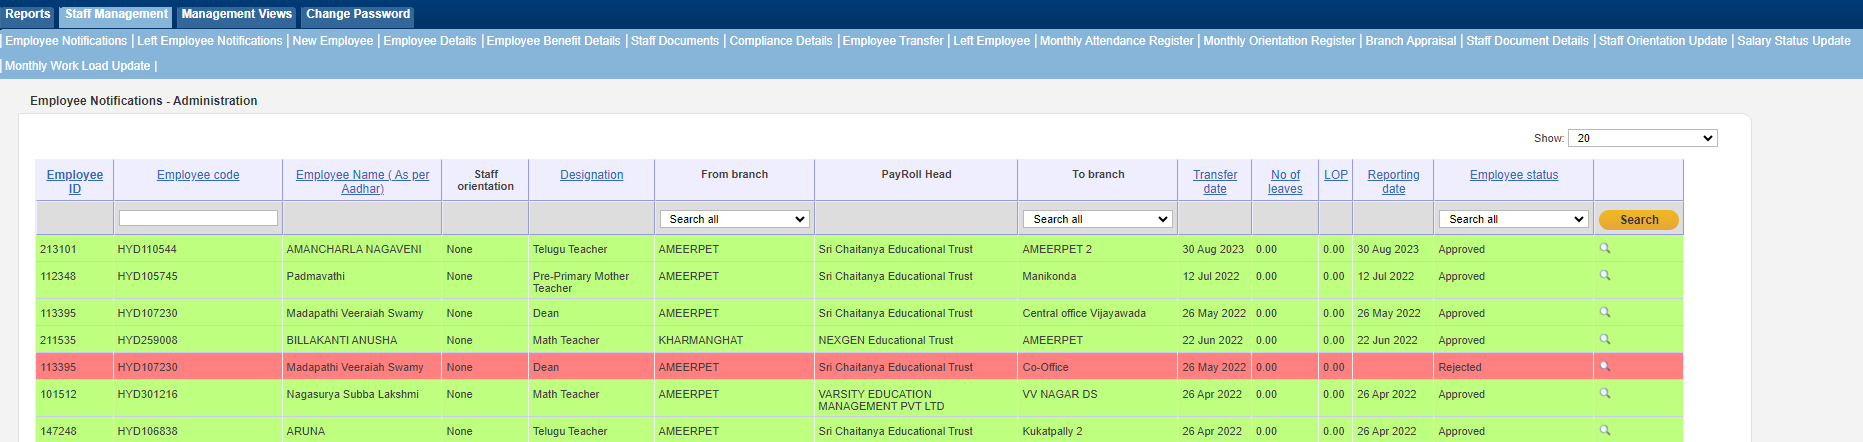 Reports Staff Management Management Views Change Password
| Employee Notifications | Left Employee Notifications | New Employee | Employee Details | Employee Benefit Details | Staff Documents | Compliance Details | Employee Transfer | Left Employee | Monthly Attendance Register | Monthly Orientation Register | Branch Appraisal | Staff Document Details | Staff Orientation Update | Salary Status Update
| Monthly Work Load Update |
Employee Notifications - Administration
Show: 20
Employee ID Employee code Employee Name ( As per Aadhar) Staff orientation Designation From branch PayRoll Head To branch Transfer date No of leaves LOP Reporting date Employee status
Search all Search all Search all Search
213101 HYD110544 AMANCHARLA NAGAVENI None Telugu Teacher AMEERPET Sri Chaitanya Educational Trust AMEERPET 2 30 Aug 2023 0.00 0.00 30 Aug 2023 Approved
112348 HYD105745 Padmavathi None Pre-Primary Mother Teacher AMEERPET Sri Chaitanya Educational Trust Manikonda 12 Jul 2022 0.00 0.00 12 Jul 2022 Approved
113395 HYD107230 Madapathi Veeraiah Swamy None Dean AMEERPET Sri Chaitanya Educational Trust Central office Vijayawada 26 May 2022 0.00 0.00 26 May 2022 Approved
211535 HYD259008 BILLAKANTI ANUSHA None Math Teacher KHARMANGHAT NEXGEN Educational Trust AMEERPET 22 Jun 2022 0.00 0.00 22 Jun 2022 Approved
113395 HYD107230 Madapathi Veeraiah Swamy None Dean AMEERPET Sri Chaitanya Educational Trust Co-Office 26 May 2022 0.00 0.00 Rejected
101512 HYD301216 Nagasurya Subba Lakshmi None Math Teacher AMEERPET VARSITY EDUCATION MANAGEMENT PVT LTD VV NAGAR DS 26 Apr 2022 0.00 0.00 26 Apr 2022 Approved
147248 HYD106838 ARUNA None Telugu Teacher AMEERPET Sri Chaitanya Educational Trust Kukatpally 2 26 Apr 2022 0.00 0.00 26 Apr 2022 Approved